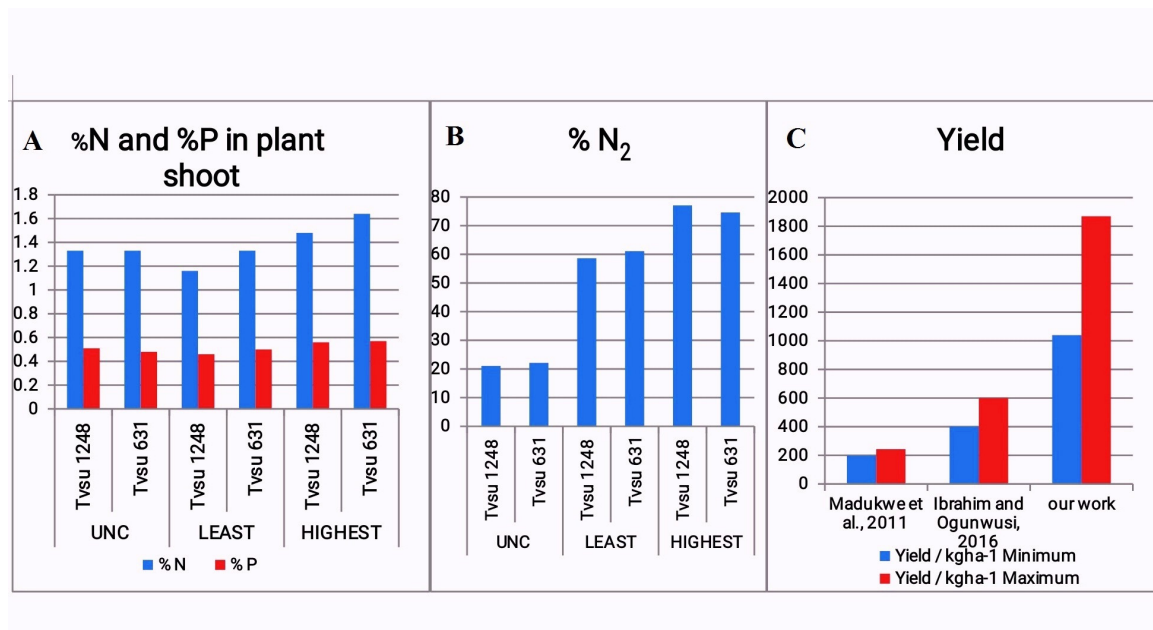 A
%N and %P in plant
shoot
1.8
1.6
1.4
1.2
1
0.8
0.6
0.4
0.2
0
Tvsu 1248
Tvsu 631
Tvsu 1248
Tvsu 631
Tvsu 1248
Tvsu 631
UNC
LEAST
HIGHEST
%N
%P
B
% N₂
80
70
60
50
40
30
20
10
0
Tvsu 1248
Tvsu 631
Tvsu 1248
Tvsu 631
Tvsu 1248
Tvsu 631
UNC
LEAST
HIGHEST
C
Yield
2000
1800
1600
1400
1200
1000
800
600
400
200
0
Madukwe et
al., 2011
Ibrahim and
Ogunwusi,
2016
our work
Yield / kgha-1 Minimum
Yield / kgha-1 Maximum